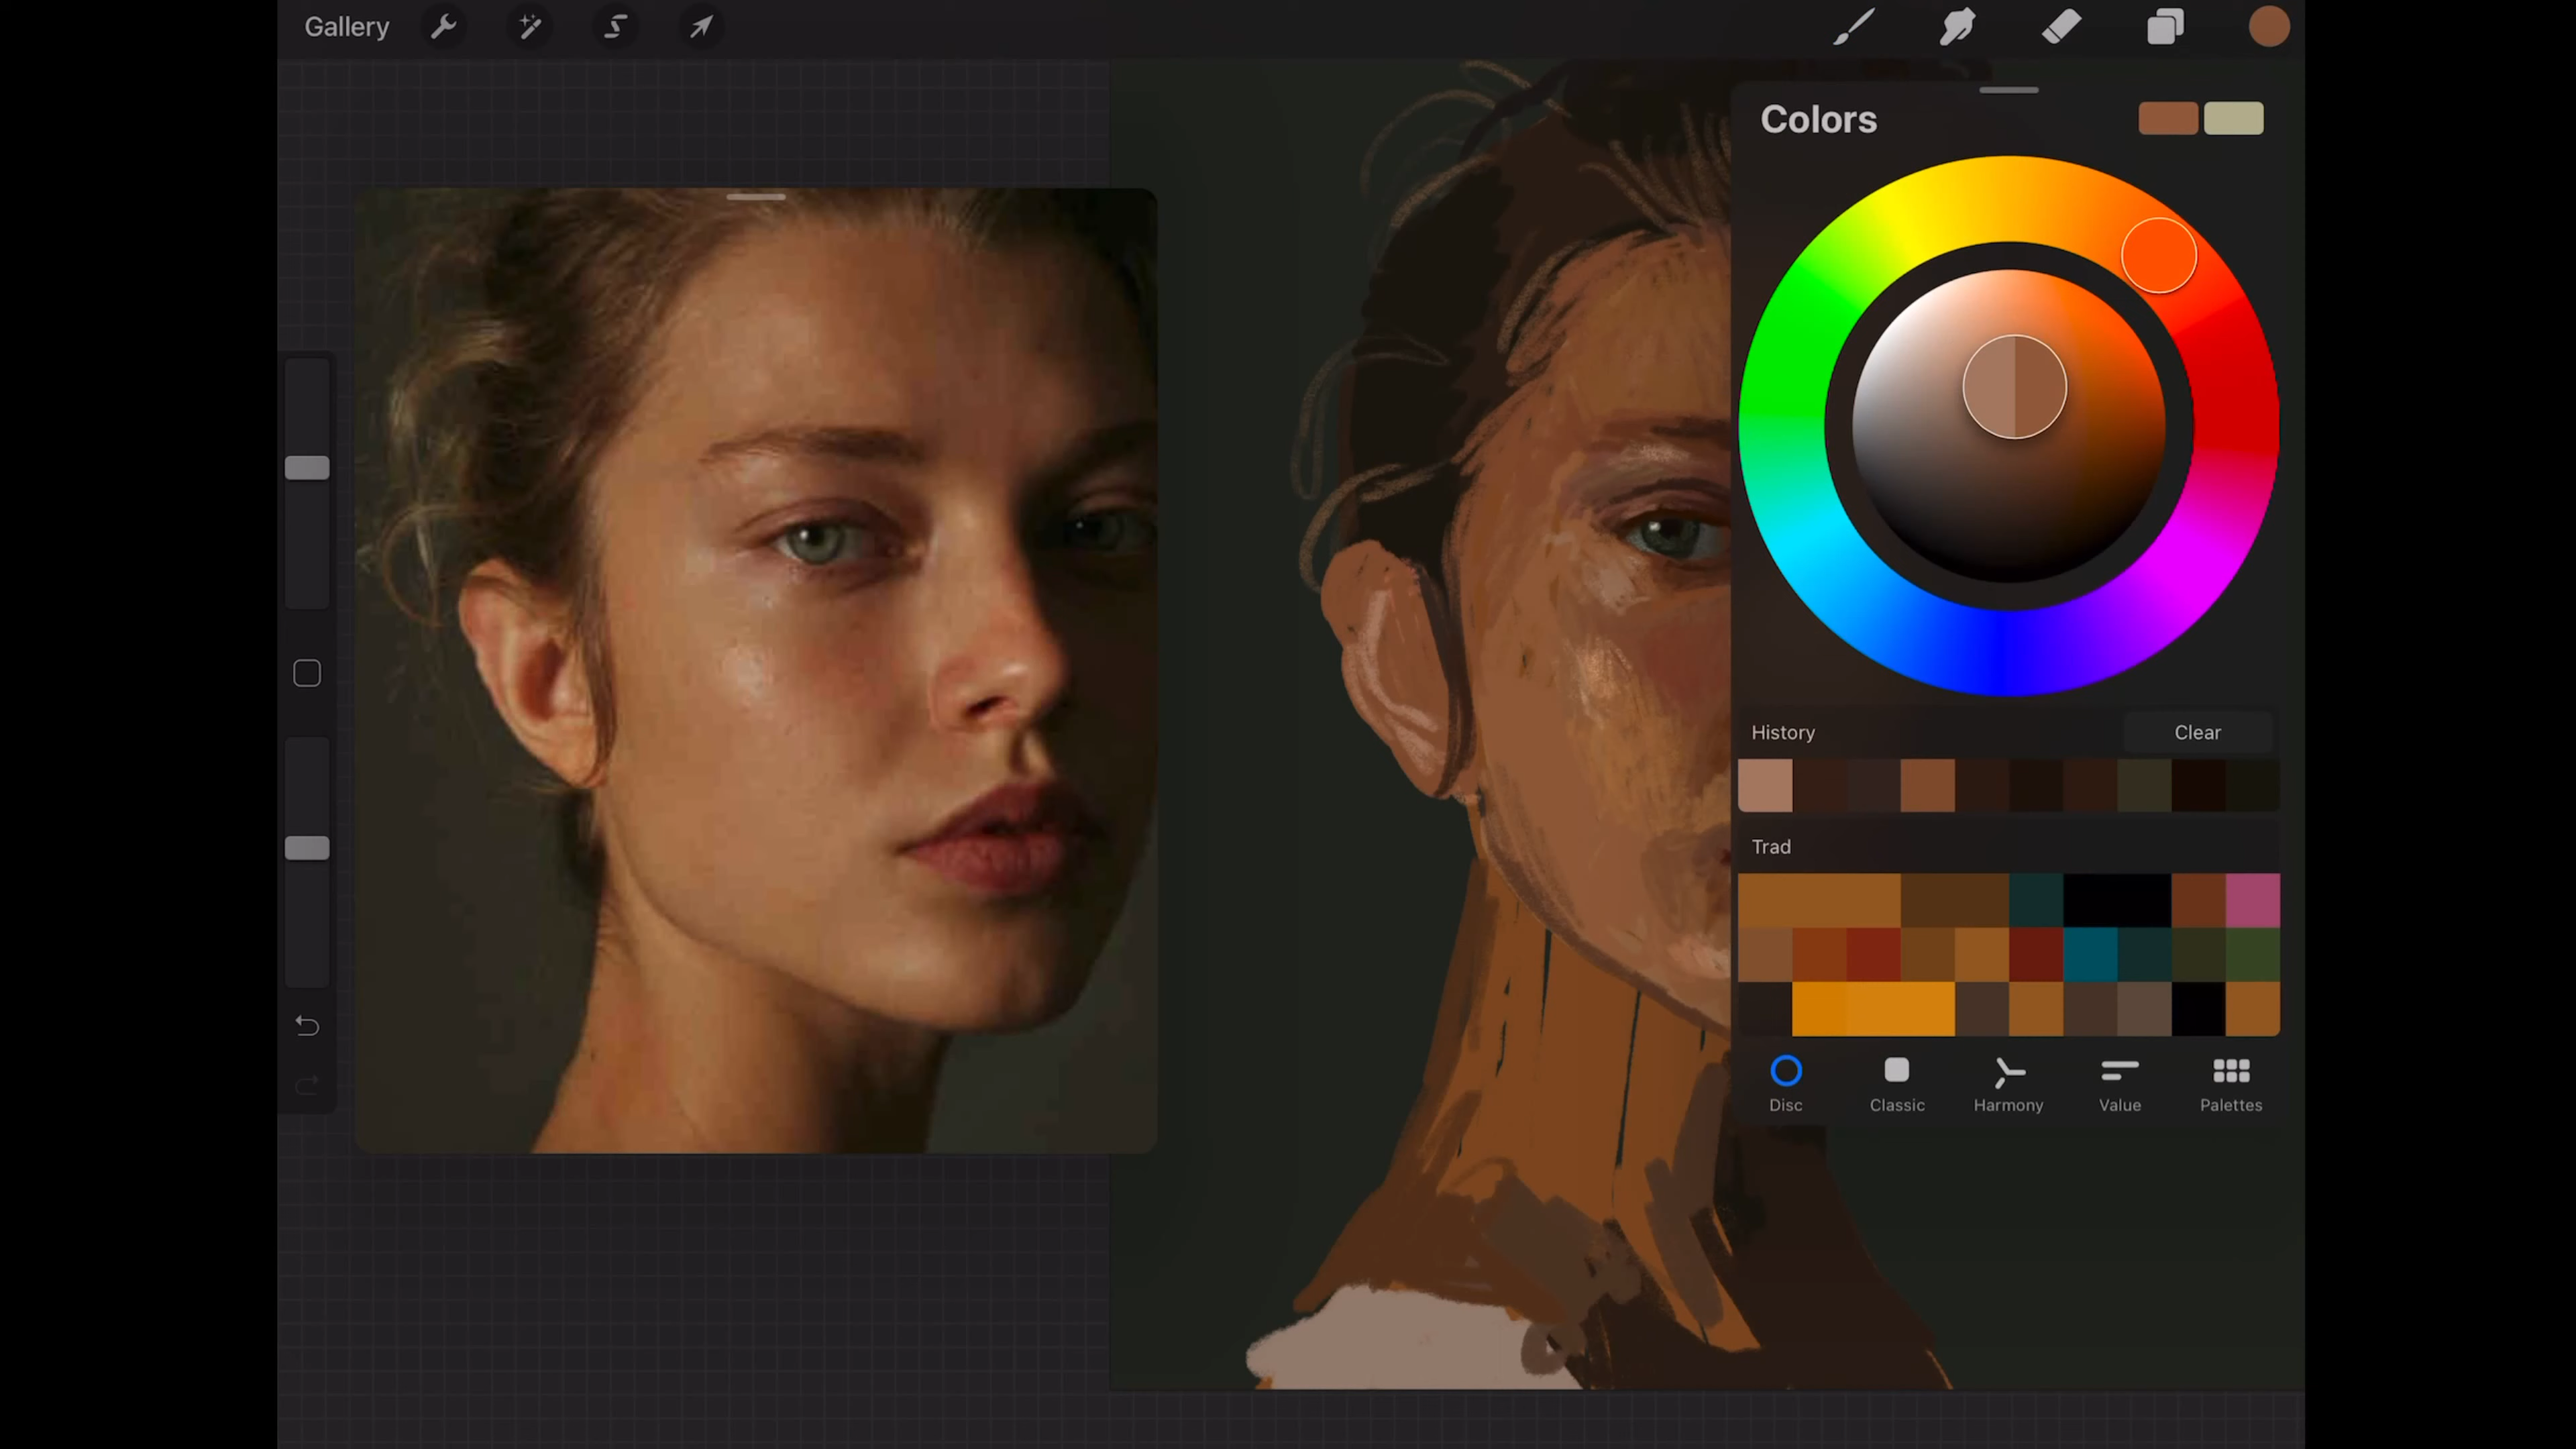 Gallery
Colors
History
Clear
Trad
Disc
Classic
Harmony
Value
Palettes